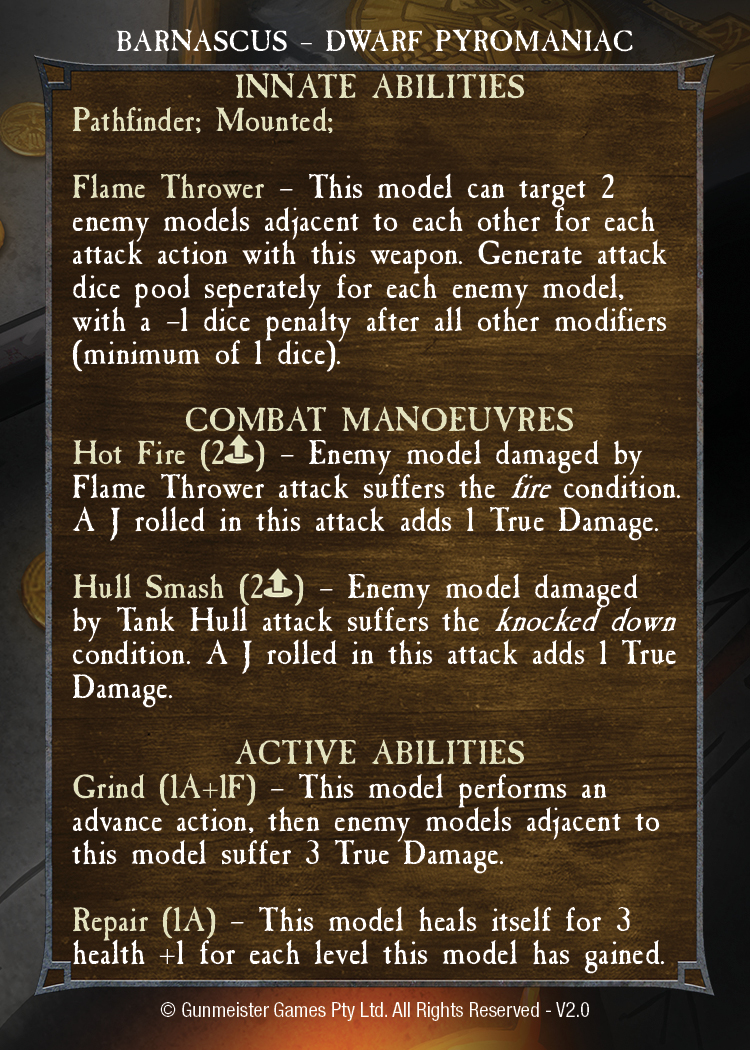 BARNASCUS – DWARF PYROMANIAC
INNATE ABILITIES
Pathfinder; Mounted;
Flame Thrower – This model can target 2
enemy models adjacent to each other for each
attack action with this weapon. Generate attack
dice pool seperately for each enemy model,
with a –1 dice penalty after all other modifiers
(minimum of 1 dice).
COMBAT MANOEUVRES
Hot Fire (2) – Enemy model damaged by
Flame Thrower attack suffers the fire condition.
A J rolled in this attack adds 1 True Damage.
Hull Smash (2) – Enemy model damaged
by Tank Hull attack suffers the knocked down
condition. A J rolled in this attack adds 1 True
Damage.
ACTIVE ABILITIES
Grind (1A+1F) – This model performs an
advance action, then enemy models adjacent to
this model suffer 3 True Damage.
Repair (1A) – This model heals itself for 3
health +1 for each level this model has gained.
© Gunmeister Games Pty Ltd. All Rights Reserved - V2.0